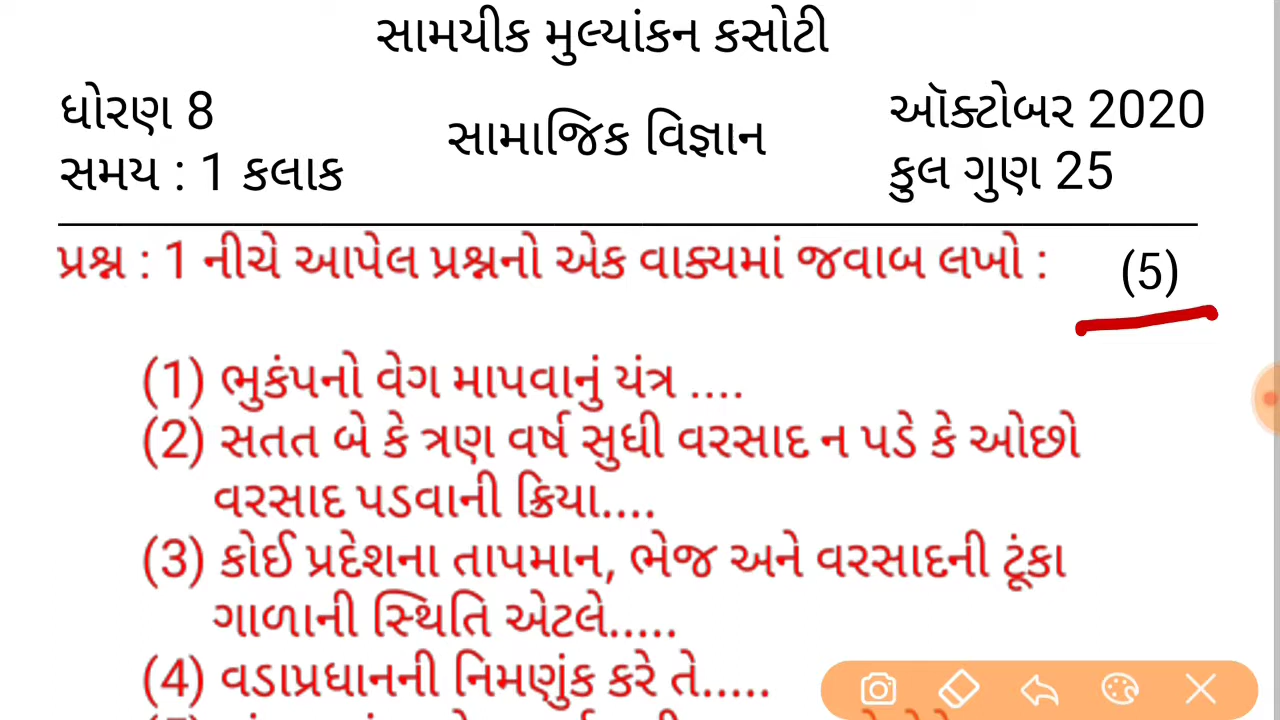 સામયીક મુલ્યાંકન કસોટી
ધોરણ 8
ઑક્ટોબર 2020
સામાજિક વિજ્ઞાન
સમય : 1 કલાક
કુલ ગુણ 25
પ્રશ્ન : 1 નીચે આપેલ પ્રશ્નનો એક વાક્યમાં જવાબ લખો :
(5)
(1) ભુકંપનો વેગ માપવાનું યંત્ર ....
(2) સતત બે કે ત્રણ વર્ષ સુધી વરસાદ ન પડે કે ઓછો
વરસાદ પડવાની ક્રિયા....
(3) કોઈ પ્રદેશના તાપમાન, ભેજ અને વરસાદની ટૂંકા
ગાળાની સ્થિતિ એટલે.....
(4) વડાપ્રધાનની નિમણુંક કરે તે.....